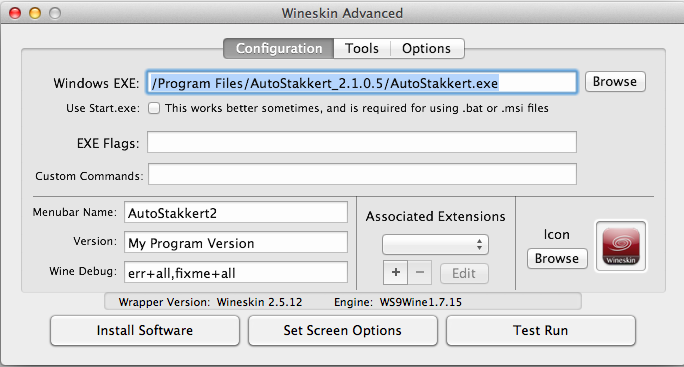 Wineskin Advanced
Configuration Tools Options
Windows EXE: /Program Files/AutoStakkert_2.1.0.5/AutoStakkert.exe Browse
Use Start.exe: This works better sometimes, and is required for using .bat or .msi files
EXE Flags:
Custom Commands:
Menubar Name: AutoStakkert2
Version: My Program Version
Wine Debug: err+all,fixme+all
Associated Extensions
+ − Edit
Icon
Browse
Wineskin
Wrapper Version: Wineskin 2.5.12 Engine: WS9Wine1.7.15
Install Software Set Screen Options Test Run